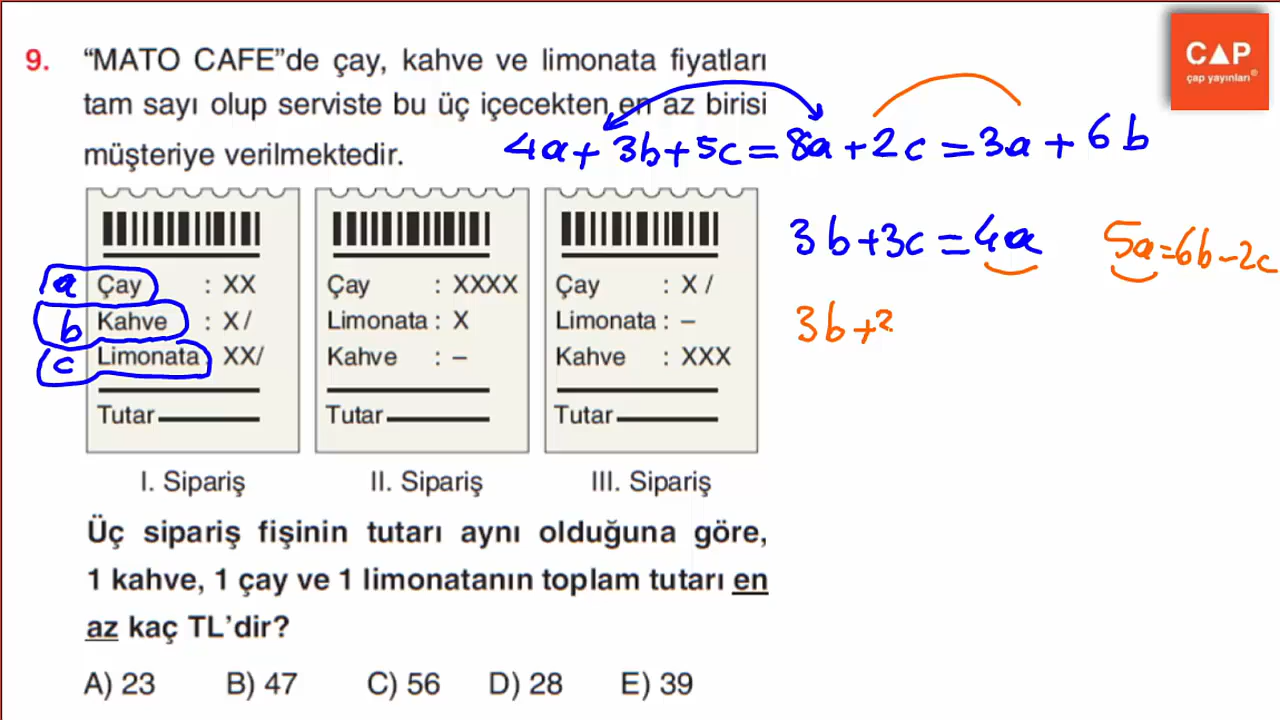 CAP
çap yayınları®
9. “MATO CAFE”de çay, kahve ve limonata fiyatları
tam sayı olup serviste bu üç içecekten en az birisi
müşteriye verilmektedir.
4a+3b+5c=8a+2c=3a+6b
3b+3c=4a
5a=6b-2c
3b+3
a Çay : XX
b Kahve : X/
c Limonata : XX/
Tutar
I. Sipariş
Çay : XXXX
Limonata : X
Kahve : –
Tutar
II. Sipariş
Çay : X /
Limonata : –
Kahve : XXX
Tutar
III. Sipariş
Üç sipariş fişinin tutarı aynı olduğuna göre,
1 kahve, 1 çay ve 1 limonatanın toplam tutarı en
az kaç TL’dir?
A) 23 B) 47 C) 56 D) 28 E) 39